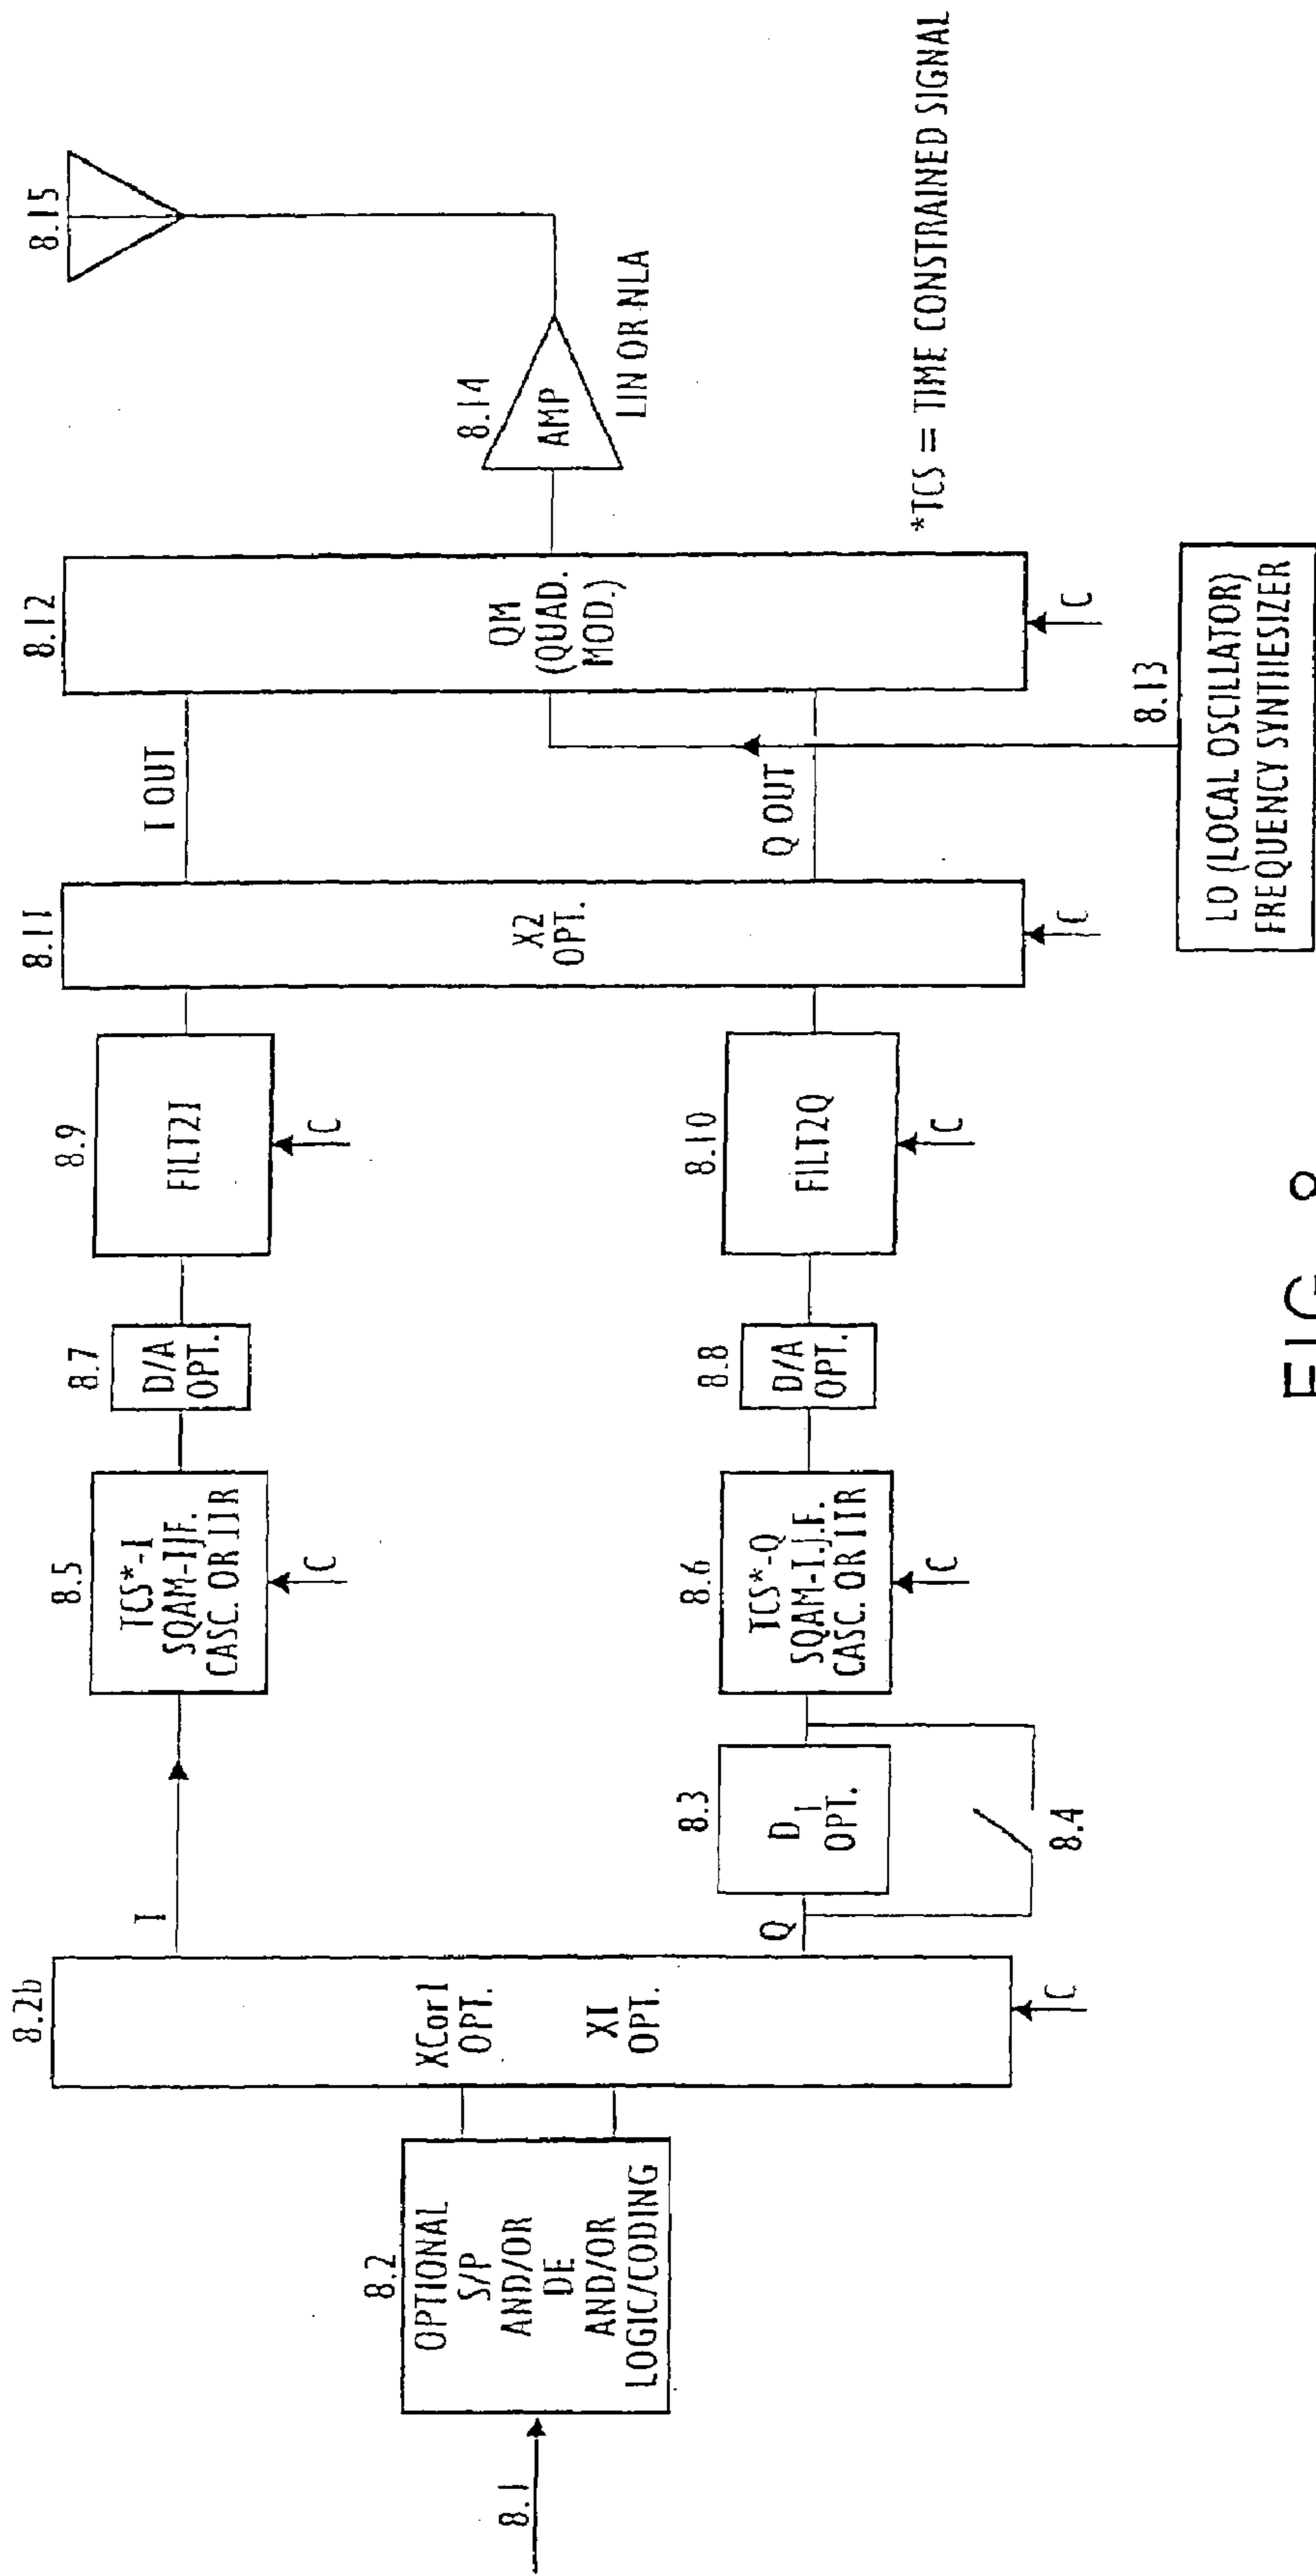 8.1
8.2
OPTIONAL
S/P
AND/OR
DE
AND/OR
LOGIC/CODING
8.2b
XCor1
OPT.
X1
OPT.
C
I
Q
8.3
D 1
OPT.
8.4
8.5
TCS*-I
SQAM-IJF.
CASC. OR IIR
C
8.6
TCS*-Q
SQAM-I.J.F.
CASC. OR IIR
C
8.7
D/A
OPT.
8.8
D/A
OPT.
8.9
FILT2I
C
8.10
FILT2Q
C
8.11
X2
OPT.
C
I OUT
Q OUT
8.12
QM
(QUAD.
MOD.)
C
8.13
LO (LOCAL OSCILLATOR)
FREQUENCY SYNTHESIZER
8.14
AMP
LIN OR NLA
8.15
*TCS = TIME CONSTRAINED SIGNAL
FIG. 8